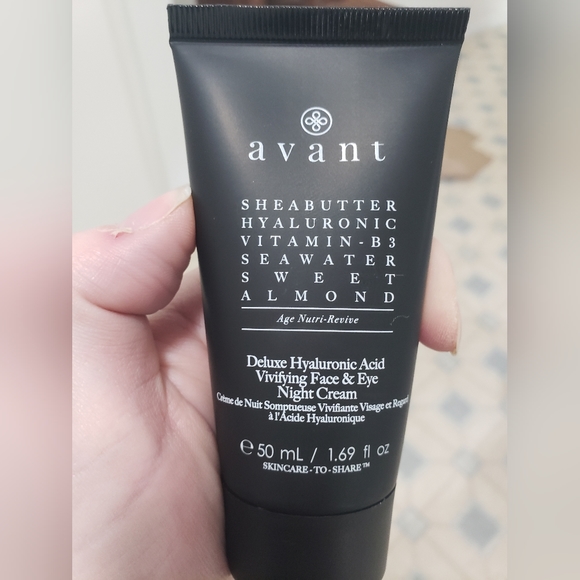 avant
SHEABUTTER
HYALURONIC
VITAMIN-B3
SEAWATER
SWEET
ALMOND
Age Nutri-Revive
Deluxe Hyaluronic Acid
Vivifying Face & Eye
Night Cream
Crème de Nuit Somptueuse Vivifiante Visage et Regard
à l'Acide Hyaluronique
℮ 50 mL / 1.69 fl oz
SKINCARE-TO-SHARE™